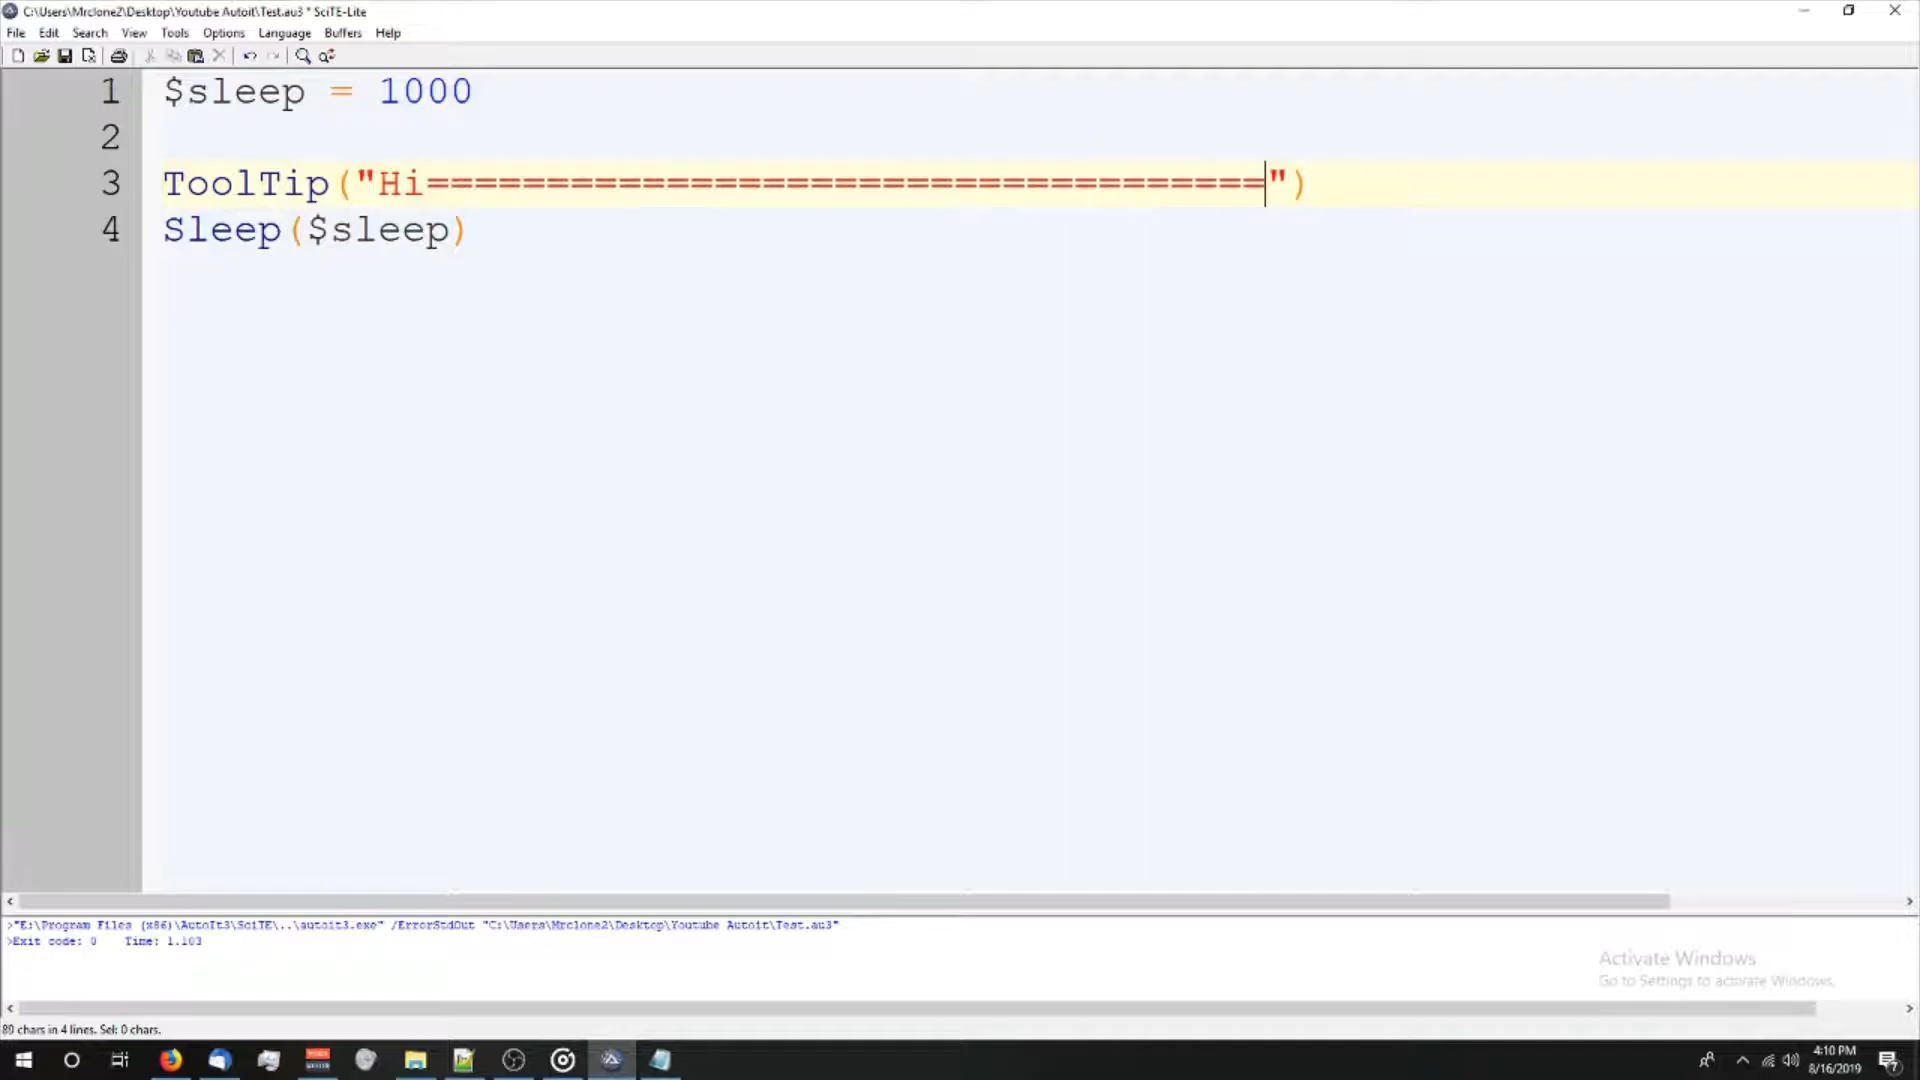 C:\Users\Mrclone2\Desktop\Youtube Autoit\Test.au3 * SciTE-Lite
File Edit Search View Tools Options Language Buffers Help
1 $sleep = 1000
2
3 ToolTip("Hi===================================")
4 Sleep($sleep)
>"E:\Program Files (x86)\AutoIt3\SciTE\..\autoit3.exe" /ErrorStdOut "C:\Users\Mrclone2\Desktop\Youtube Autoit\Test.au3"
>Exit code: 0 Time: 1.103
Activate Windows
Go to Settings to activate Windows.
80 chars in 4 lines. Sel: 0 chars.
4:10 PM
8/16/2019